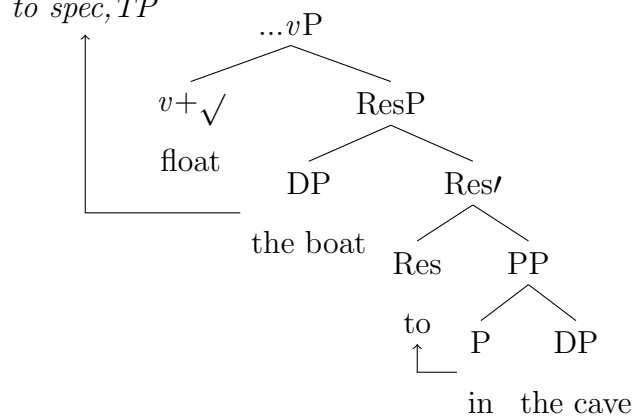 to spec,TP
...vP
v+√ ResP
float
DP Res′
the boat
Res PP
to
P DP
in the cave